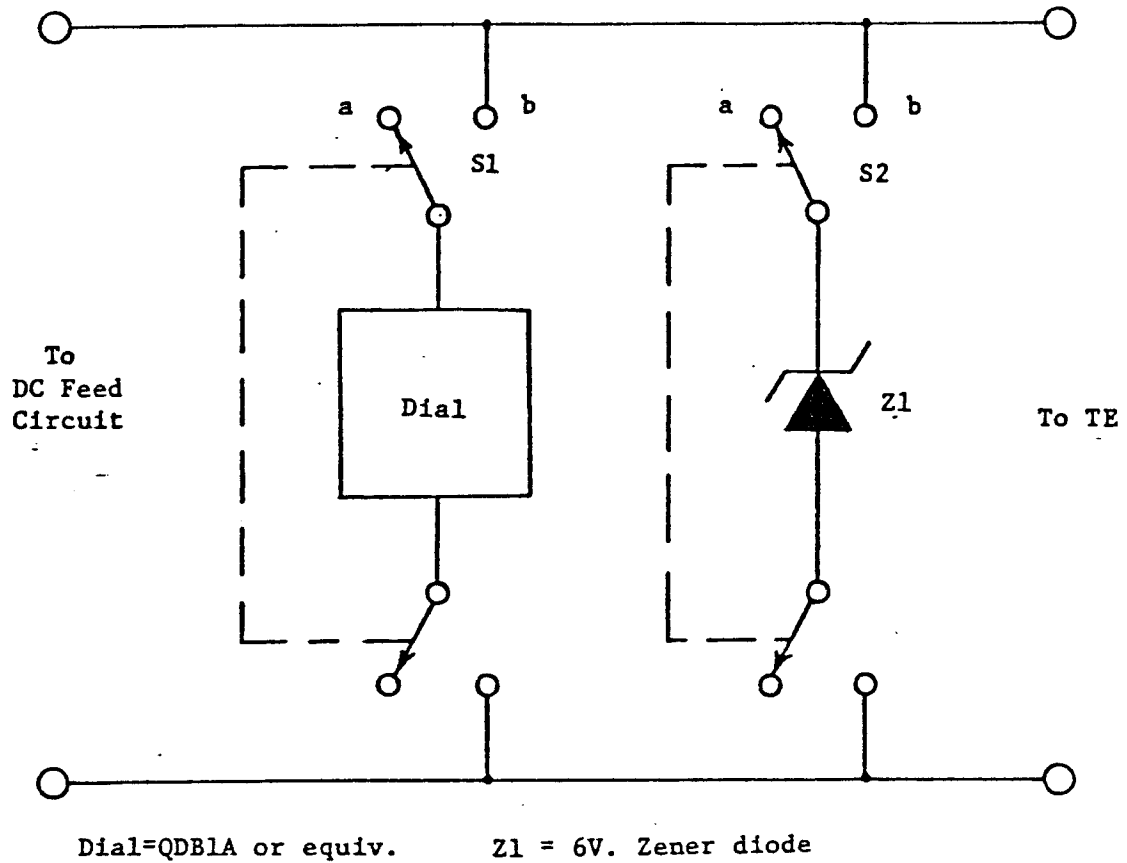 a
b
S1
a
b
S2
To
DC Feed
Circuit
Dial
Z1
To TE
Dial=QDB1A or equiv. Z1 = 6V. Zener diode